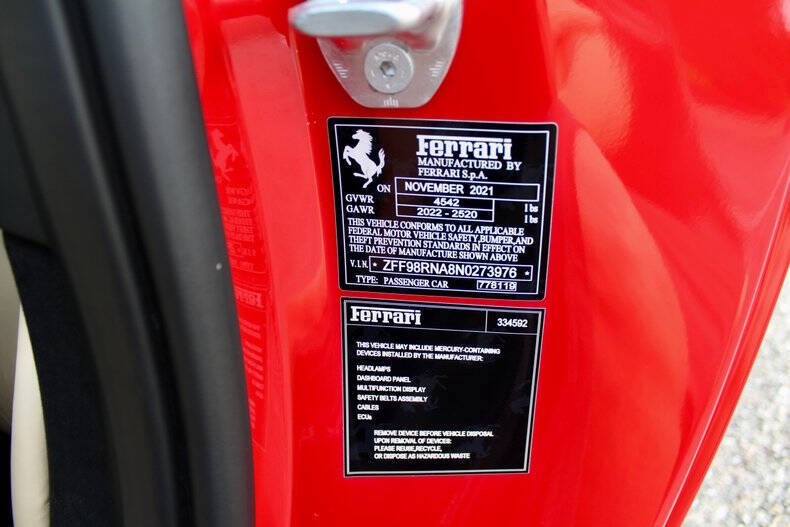 Ferrari
MANUFACTURED BY
FERRARI S.p.A.
ON NOVEMBER 2021
GVWR 4542 lbs
GAWR 2022 - 2520 lbs
THIS VEHICLE CONFORMS TO ALL APPLICABLE
FEDERAL MOTOR VEHICLE SAFETY,BUMPER,AND
THEFT PREVENTION STANDARDS IN EFFECT ON
THE DATE OF MANUFACTURE SHOWN ABOVE
V.I.N. * ZFF98RNA8N0273976 *
TYPE: PASSENGER CAR 778119
Ferrari 334592
THIS VEHICLE MAY INCLUDE MERCURY-CONTAINING
DEVICES INSTALLED BY THE MANUFACTURER:
HEADLAMPS
DASHBOARD PANEL
MULTIFUNCTION DISPLAY
SAFETY BELTS ASSEMBLY
CABLES
ECUs
REMOVE DEVICE BEFORE VEHICLE DISPOSAL
UPON REMOVAL OF DEVICES:
PLEASE REUSE,RECYCLE,
OR DISPOSE AS HAZARDOUS WASTE